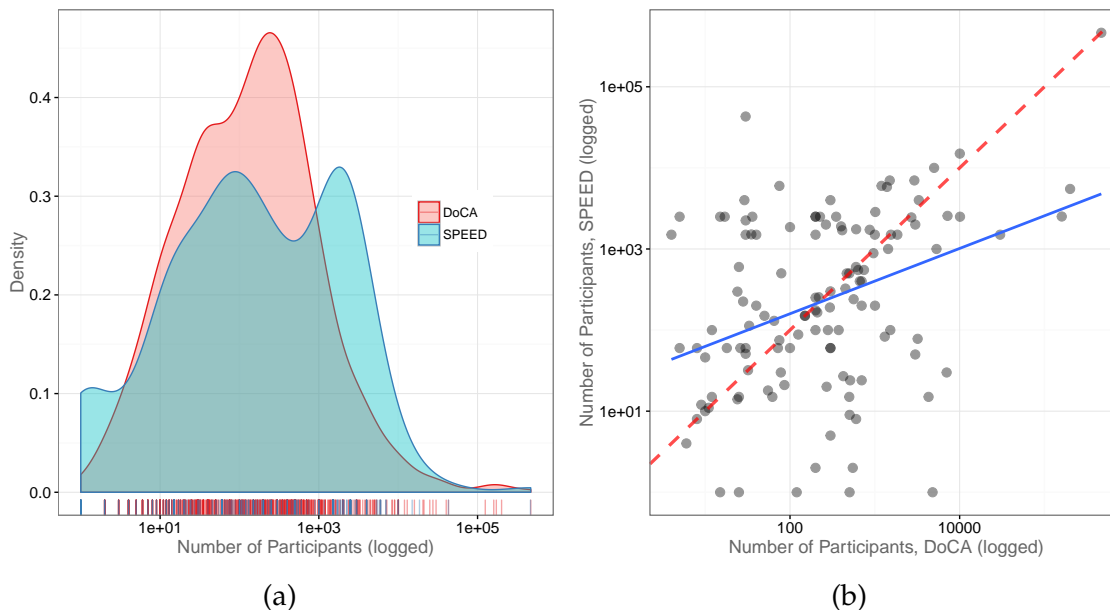 0.4
0.3
0.2
0.1
0.0
Density
DoCA
SPEED
1e+01 1e+03 1e+05
Number of Participants (logged)
(a)
1e+05
1e+03
1e+01
Number of Participants, SPEED (logged)
100 10000
Number of Participants, DoCA (logged)
(b)